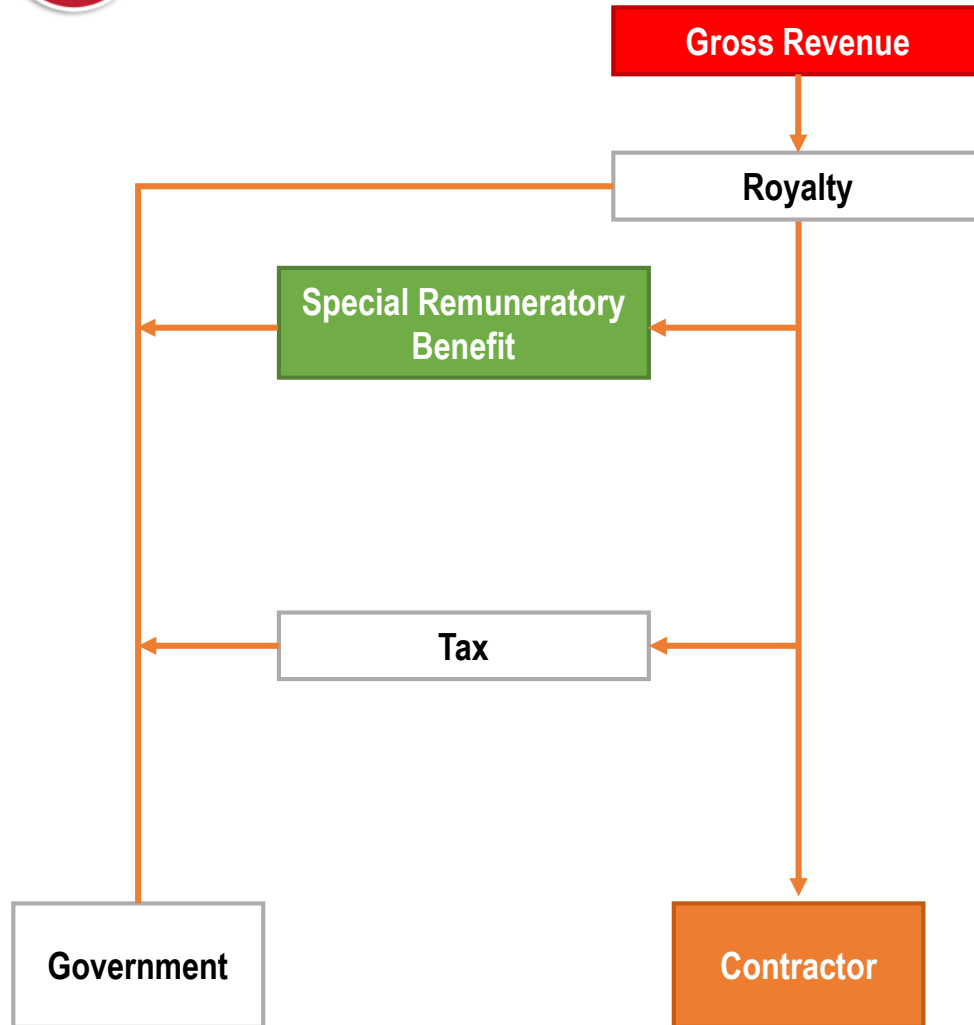 Gross Revenue
Royalty
Special Remuneratory
Benefit
Tax
Government
Contractor